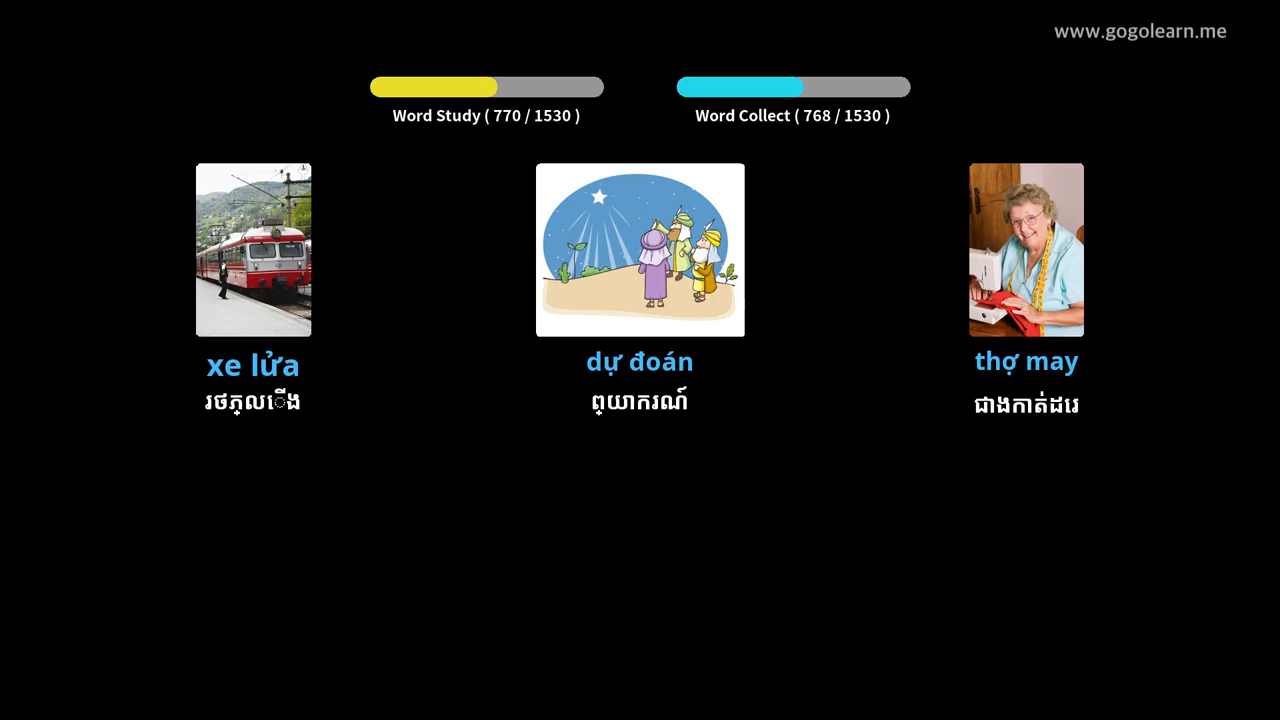 www.gogolearn.me
Word Study ( 770 / 1530 )
Word Collect ( 768 / 1530 )
xe lửa
រថភ្លើង
dự đoán
ព្យាករណ៍
thợ may
ជាងកាត់ដេរ